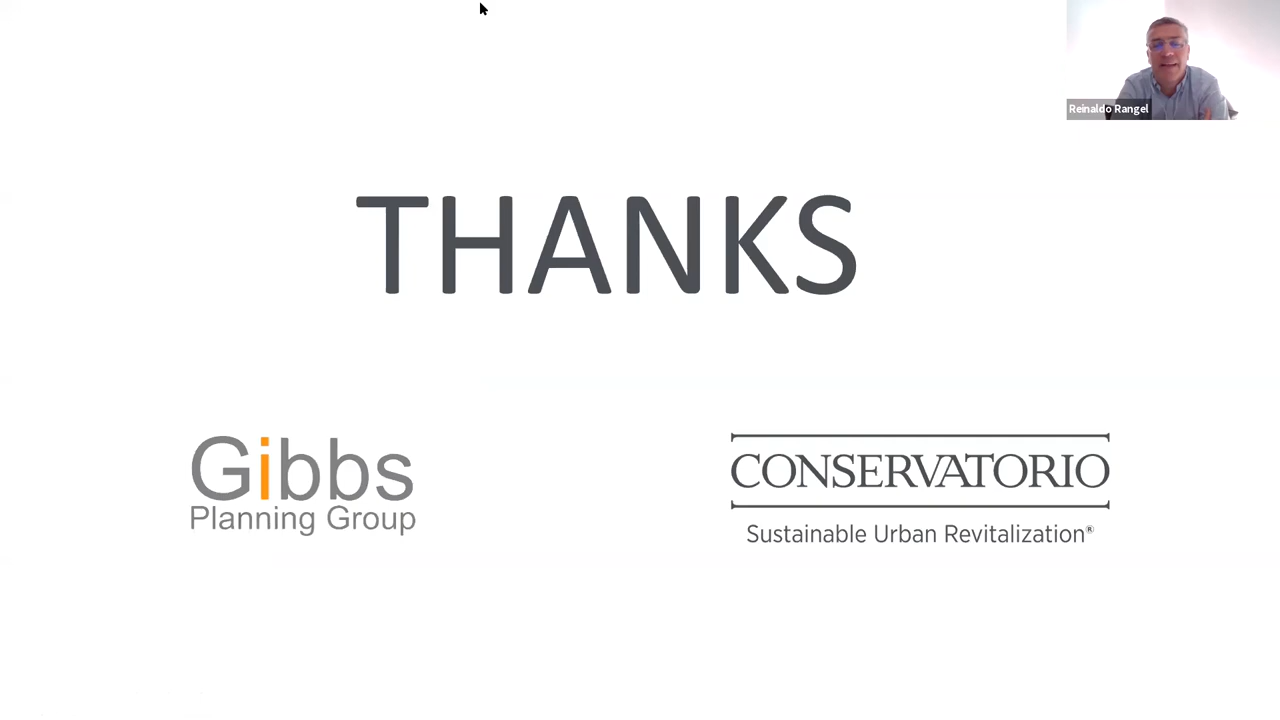 Reinaldo Rangel
THANKS
Gibbs
Planning Group
CONSERVATORIO
Sustainable Urban Revitalization®